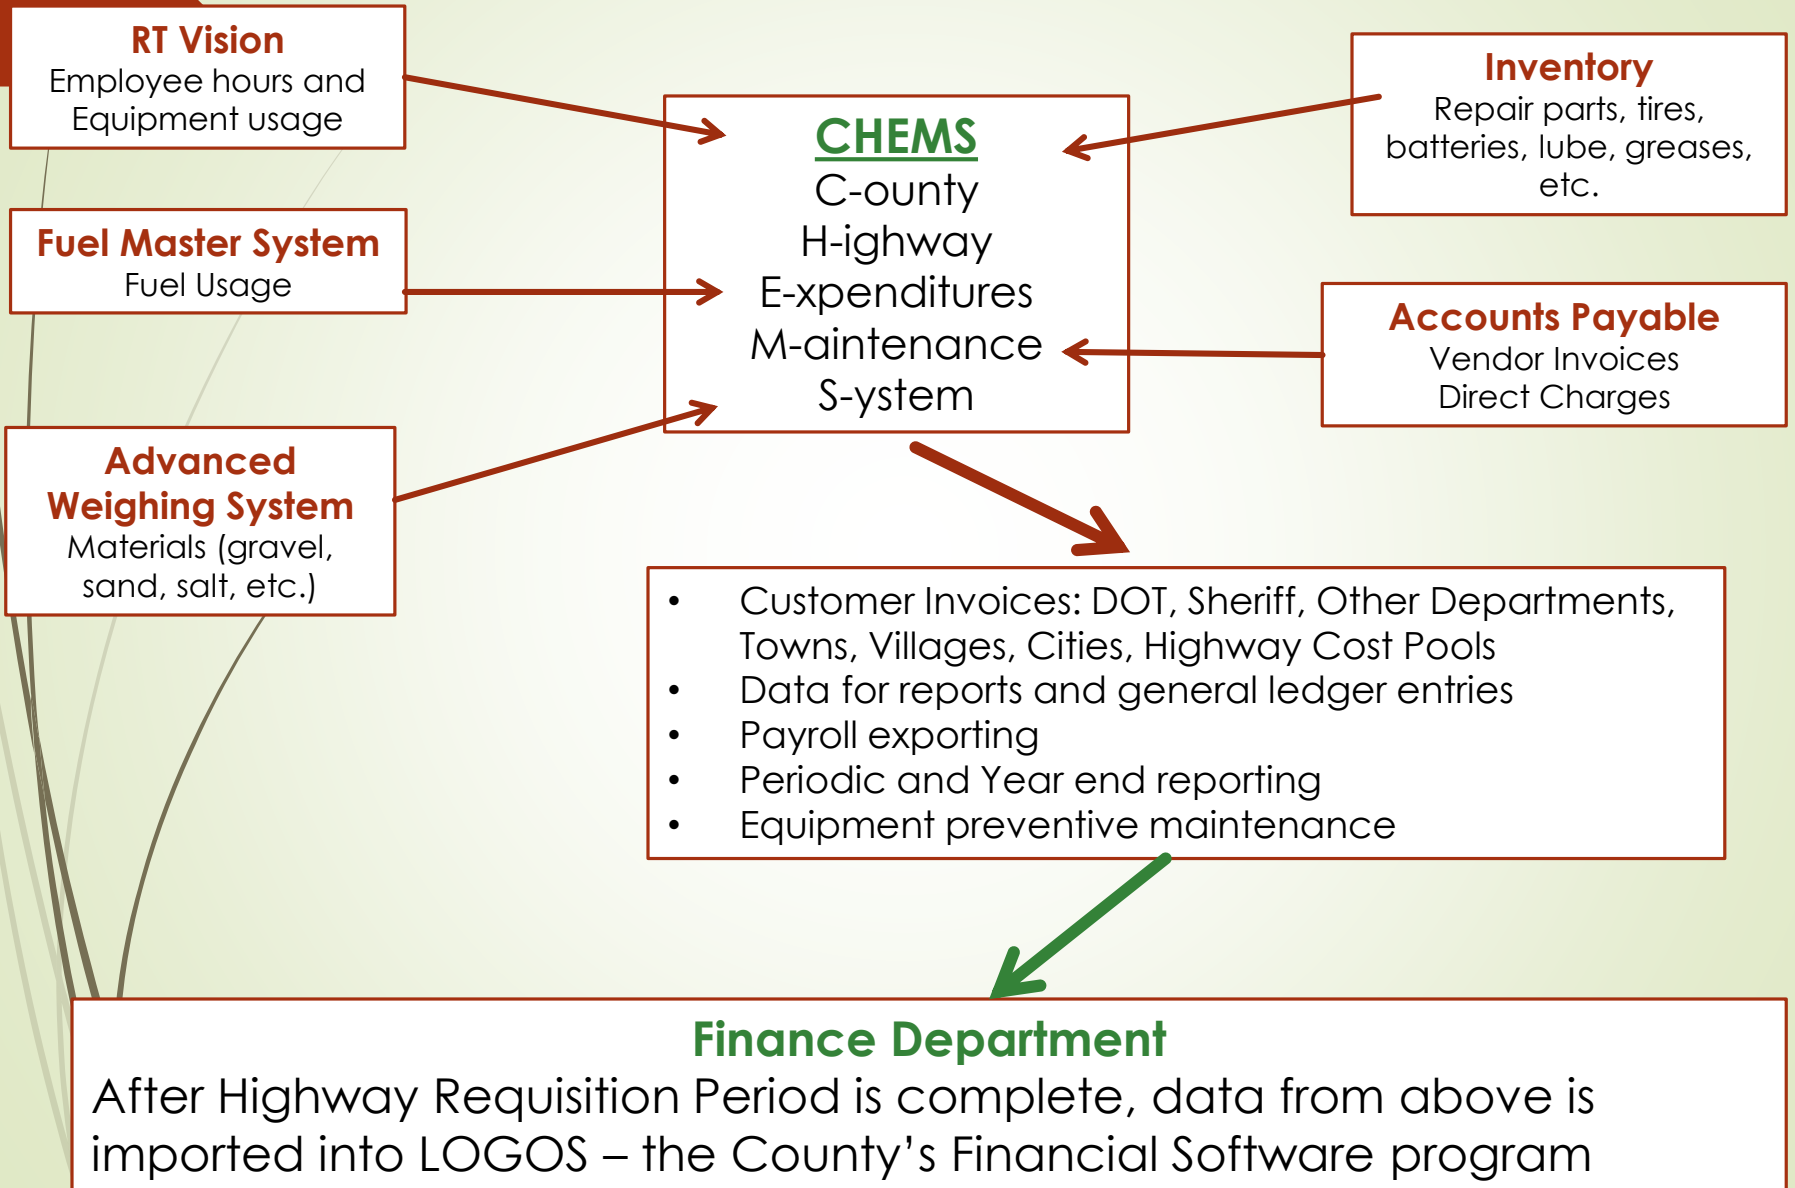 RT Vision
Employee hours and
Equipment usage
Fuel Master System
Fuel Usage
Advanced
Weighing System
Materials (gravel,
sand, salt, etc.)
CHEMS
C-ounty
H-ighway
E-xpenditures
M-aintenance
S-ystem
Inventory
Repair parts, tires,
batteries, lube, greases,
etc.
Accounts Payable
Vendor Invoices
Direct Charges
• Customer Invoices: DOT, Sheriff, Other Departments,
Towns, Villages, Cities, Highway Cost Pools
• Data for reports and general ledger entries
• Payroll exporting
• Periodic and Year end reporting
• Equipment preventive maintenance
Finance Department
After Highway Requisition Period is complete, data from above is
imported into LOGOS – the County’s Financial Software program